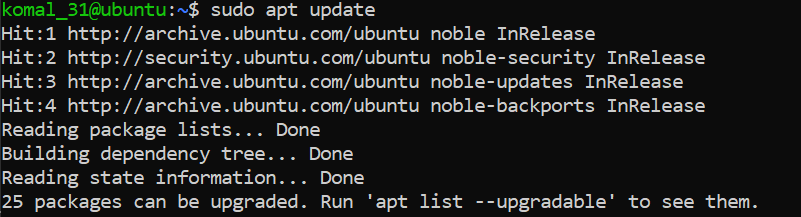 komal_31@ubuntu:~$ sudo apt update
Hit:1 http://archive.ubuntu.com/ubuntu noble InRelease
Hit:2 http://security.ubuntu.com/ubuntu noble-security InRelease
Hit:3 http://archive.ubuntu.com/ubuntu noble-updates InRelease
Hit:4 http://archive.ubuntu.com/ubuntu noble-backports InRelease
Reading package lists... Done
Building dependency tree... Done
Reading state information... Done
25 packages can be upgraded. Run 'apt list --upgradable' to see them.